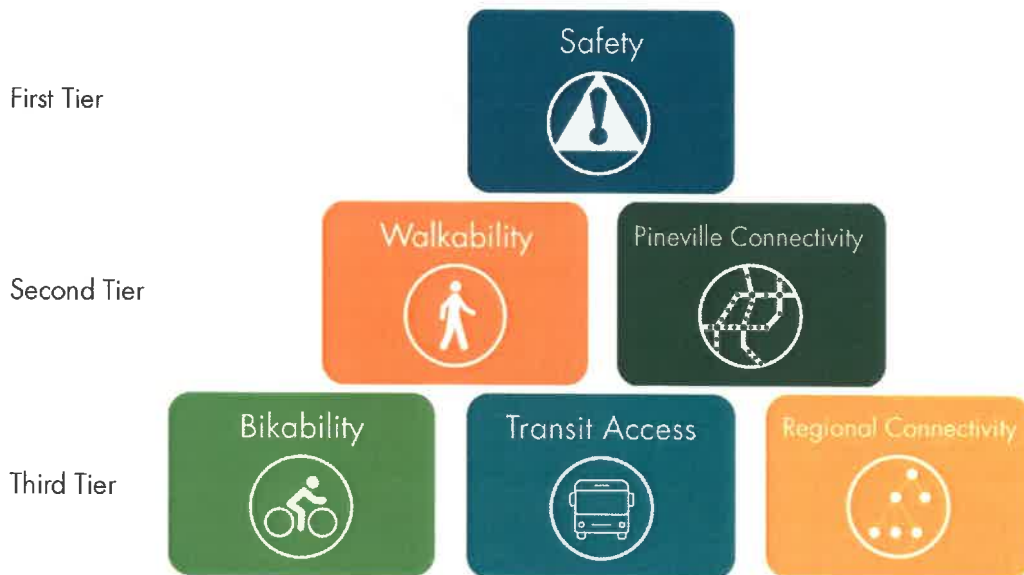 First Tier
Safety
Second Tier
Walkability
Pineville Connectivity
Third Tier
Bikability
Transit Access
Regional Connectivity